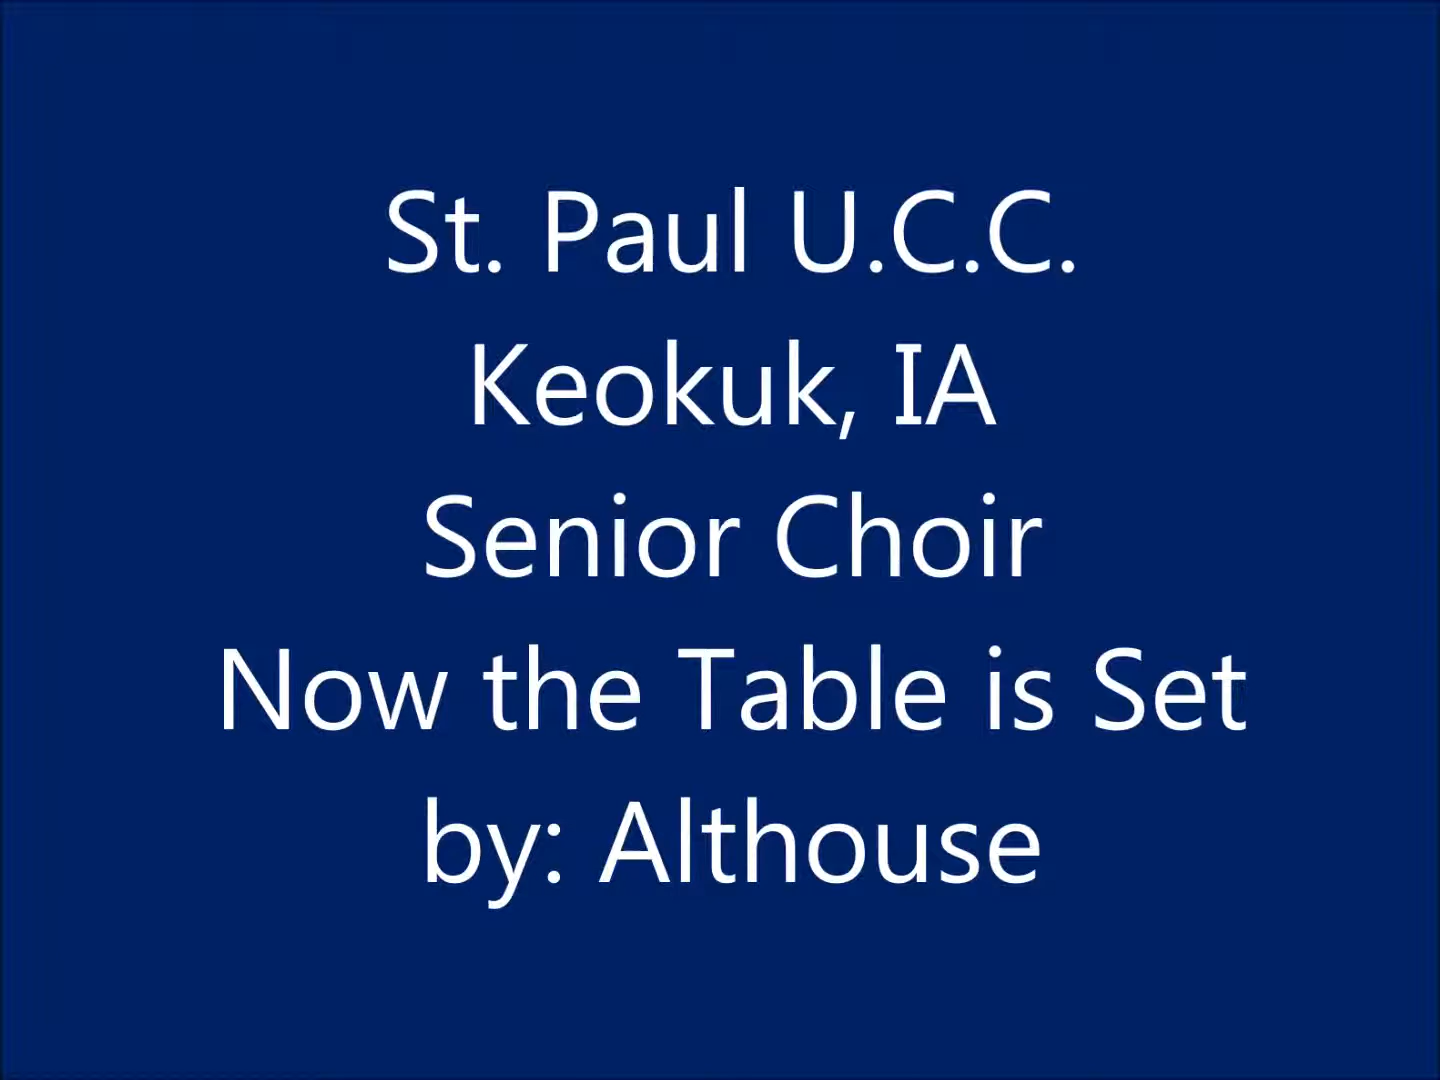 St. Paul U.C.C.
Keokuk, IA
Senior Choir
Now the Table is Set
by: Althouse